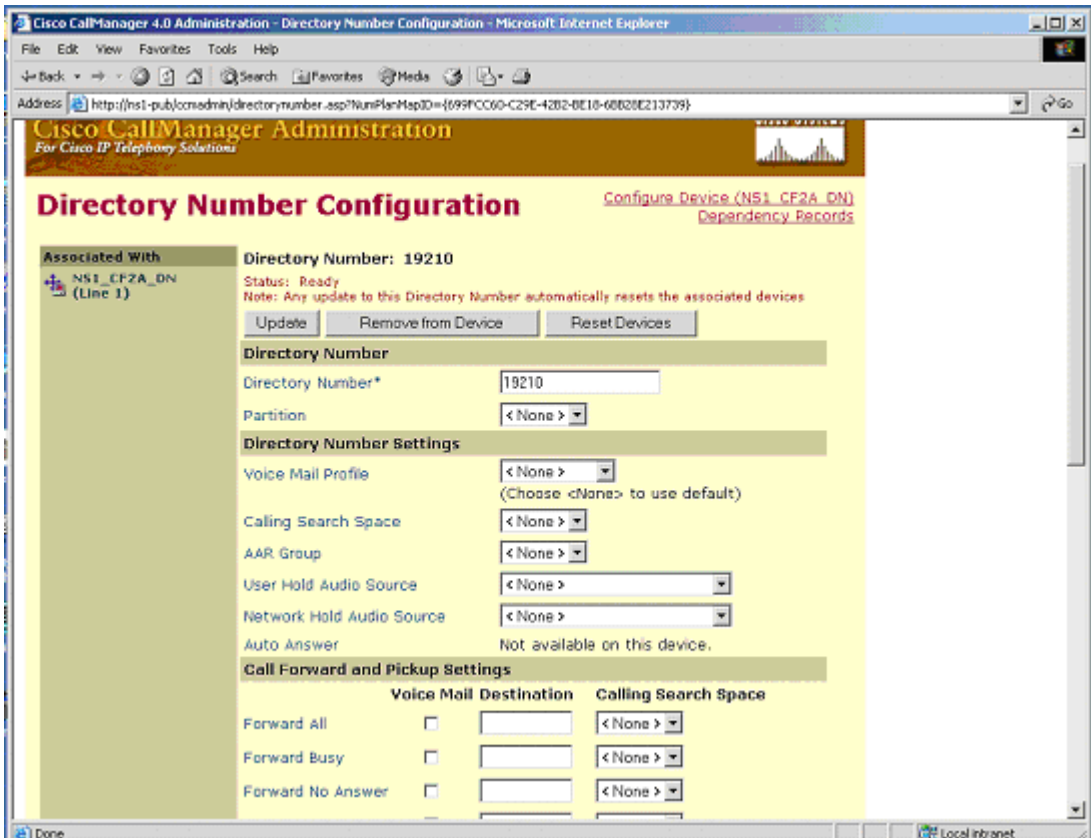 Cisco CallManager 4.0 Administration - Directory Number Configuration - Microsoft Internet Explorer
File Edit View Favorites Tools Help
Back Search Favorites Media
Address http://ns1-pub/ccmadmin/directorynumber.asp?NumPlanMapID={699FCC60-C29E-42B2-BE18-68B28E213739} Go
Cisco CallManager Administration
For Cisco IP Telephony Solutions
Directory Number Configuration
Configure Device (NS1_CF2A_DN)
Dependency Records
Associated With
NS1_CF2A_DN
(Line 1)
Directory Number: 19210
Status: Ready
Note: Any update to this Directory Number automatically resets the associated devices
Update Remove from Device Reset Devices
Directory Number
Directory Number* 19210
Partition < None >
Directory Number Settings
Voice Mail Profile < None >
(Choose <None> to use default)
Calling Search Space < None >
AAR Group < None >
User Hold Audio Source < None >
Network Hold Audio Source < None >
Auto Answer Not available on this device.
Call Forward and Pickup Settings
Voice Mail Destination Calling Search Space
Forward All < None >
Forward Busy < None >
Forward No Answer < None >
Done Local intranet